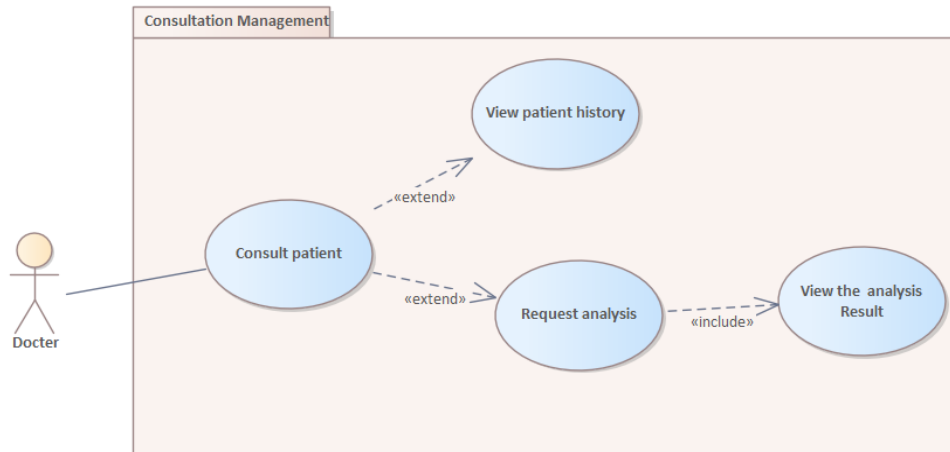 Consultation Management
View patient history
«extend»
Consult patient
«extend»
Request analysis
«include»
View the analysis
Result
Docter